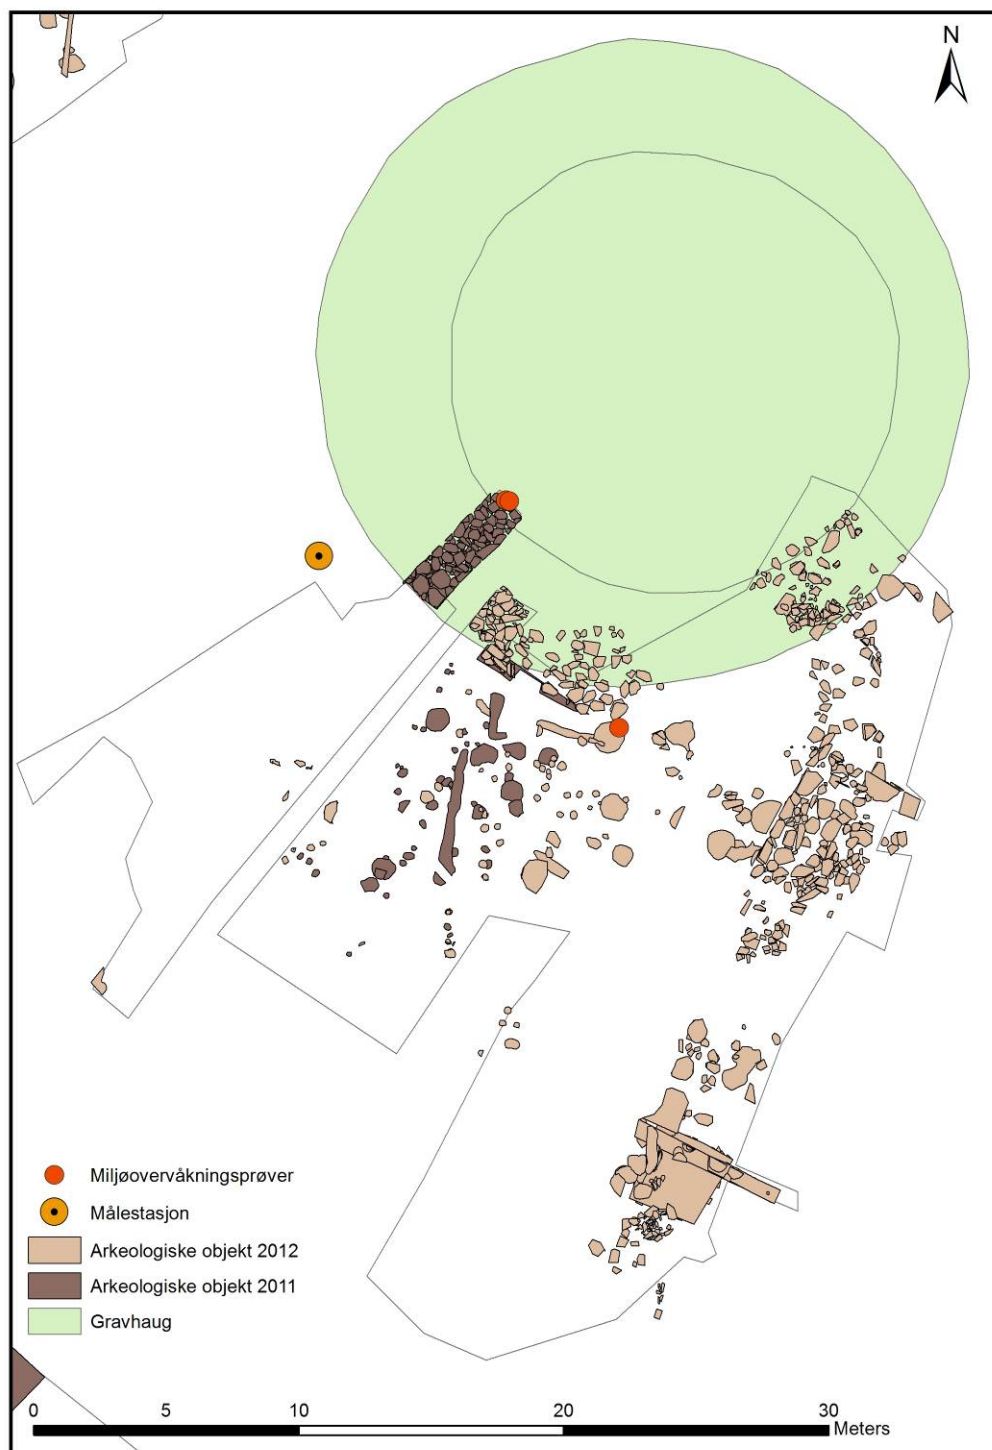 N
Miljøovervåkningsprøver
Målestasjon
Arkeologiske objekt 2012
Arkeologiske objekt 2011
Gravhaug
0 5 10 20 30
Meters